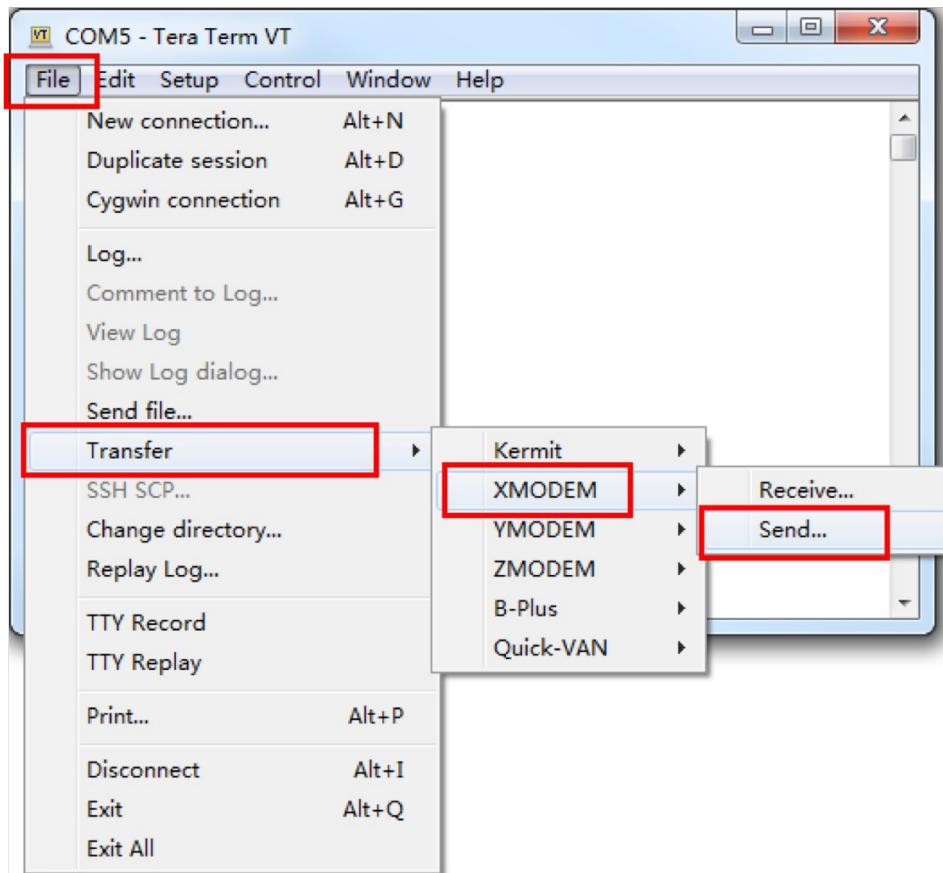 COM5 - Tera Term VT
File Edit Setup Control Window Help
New connection... Alt+N
Duplicate session Alt+D
Cygwin connection Alt+G
Log...
Comment to Log...
View Log
Show Log dialog...
Send file...
Transfer
SSH SCP...
Change directory...
Replay Log...
TTY Record
TTY Replay
Print... Alt+P
Disconnect Alt+I
Exit Alt+Q
Exit All
Kermit
XMODEM
YMODEM
ZMODEM
B-Plus
Quick-VAN
Receive...
Send...